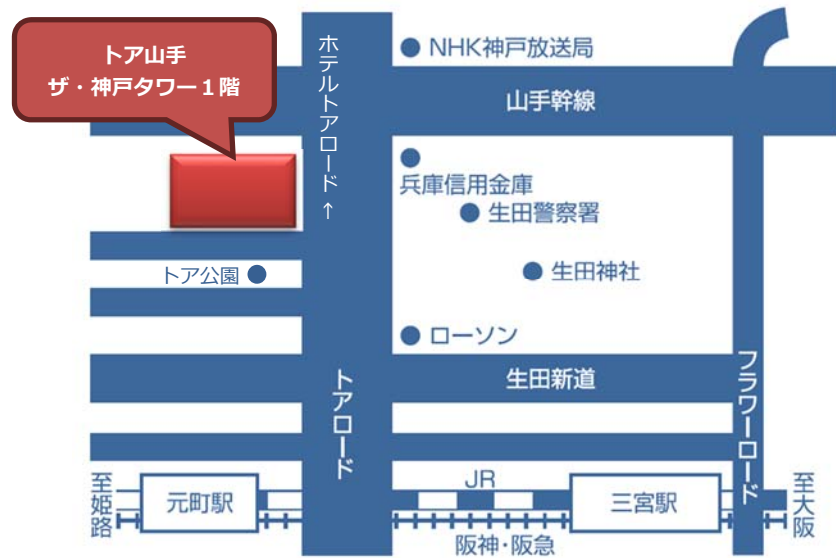 トア山手
ザ・神戸タワー１階
ホテルトアロード↑
NHK神戸放送局
山手幹線
兵庫信用金庫
生田警察署
トア公園
生田神社
ローソン
生田新道
トアロード
フラワーロード
至姫路
元町駅
JR
三宮駅
至大阪
阪神・阪急